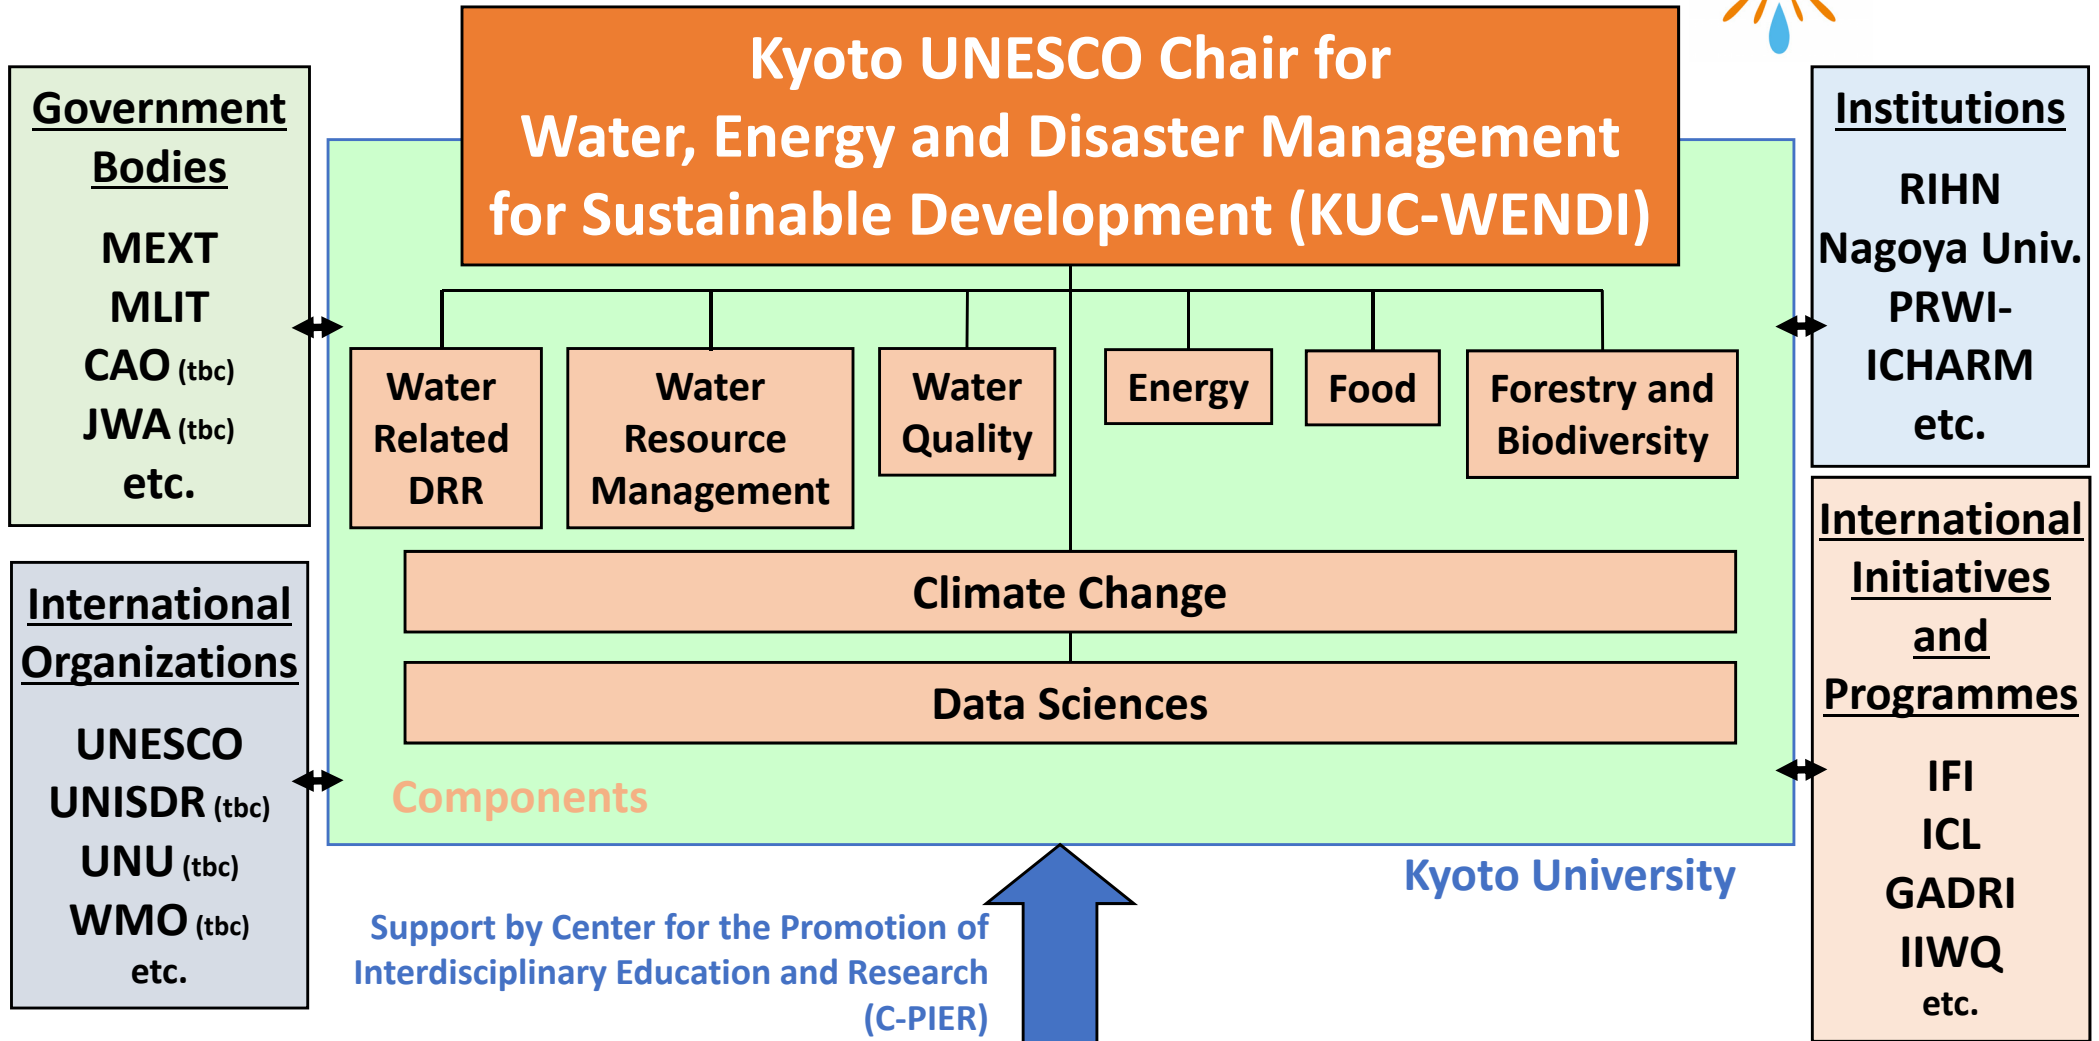 Kyoto UNESCO Chair for
Water, Energy and Disaster Management
for Sustainable Development (KUC-WENDI)
Government
Bodies
MEXT
MLIT
CAO (tbc)
JWA (tbc)
etc.
International
Organizations
UNESCO
UNISDR (tbc)
UNU (tbc)
WMO (tbc)
etc.
Water
Related
DRR
Water
Resource
Management
Water
Quality
Energy
Food
Forestry and
Biodiversity
Climate Change
Data Sciences
Components
Kyoto University
Support by Center for the Promotion of
Interdisciplinary Education and Research
(C-PIER)
Institutions
RIHN
Nagoya Univ.
PRWI-
ICHARM
etc.
International
Initiatives
and
Programmes
IFI
ICL
GADRI
IIWQ
etc.